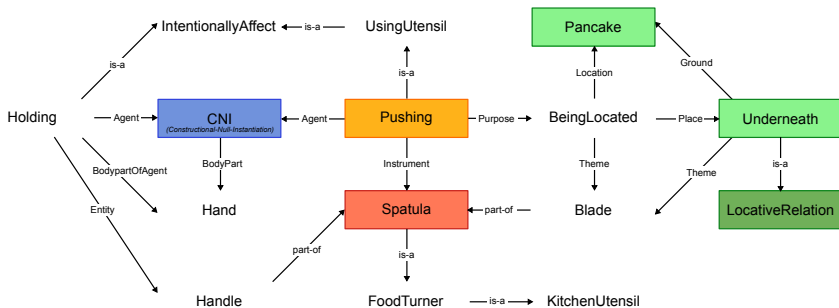 Pancake
IntentionallyAffect
is-a
UsingUtensil
is-a
is-a
Location
Ground
Holding
Agent
CNI
(Constructional-Null-Instantiation)
Agent
Pushing
Purpose
BeingLocated
Place
Underneath
BodypartOfAgent
BodyPart
Instrument
Theme
Theme
is-a
Entity
Hand
Spatula
part-of
Blade
LocativeRelation
part-of
is-a
Handle
FoodTurner
is-a
KitchenUtensil